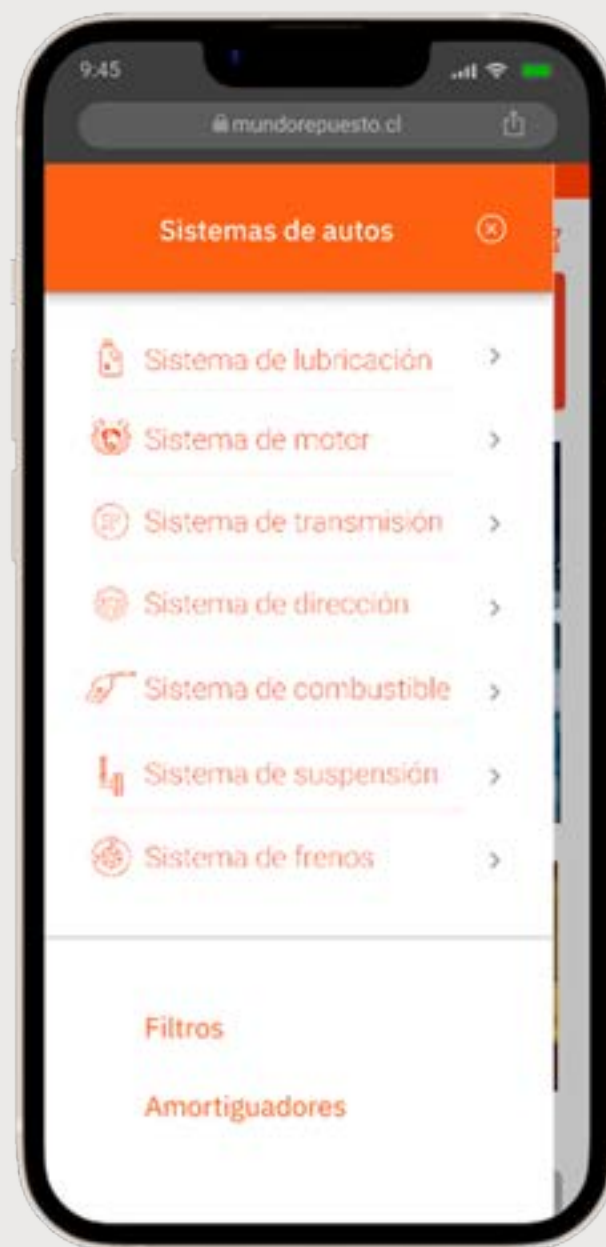 9:45
mundorepuesto.cl
Sistemas de autos
Sistema de lubricación
Sistema de motor
Sistema de transmisión
Sistema de dirección
Sistema de combustible
Sistema de suspensión
Sistema de frenos
Filtros
Amortiguadores